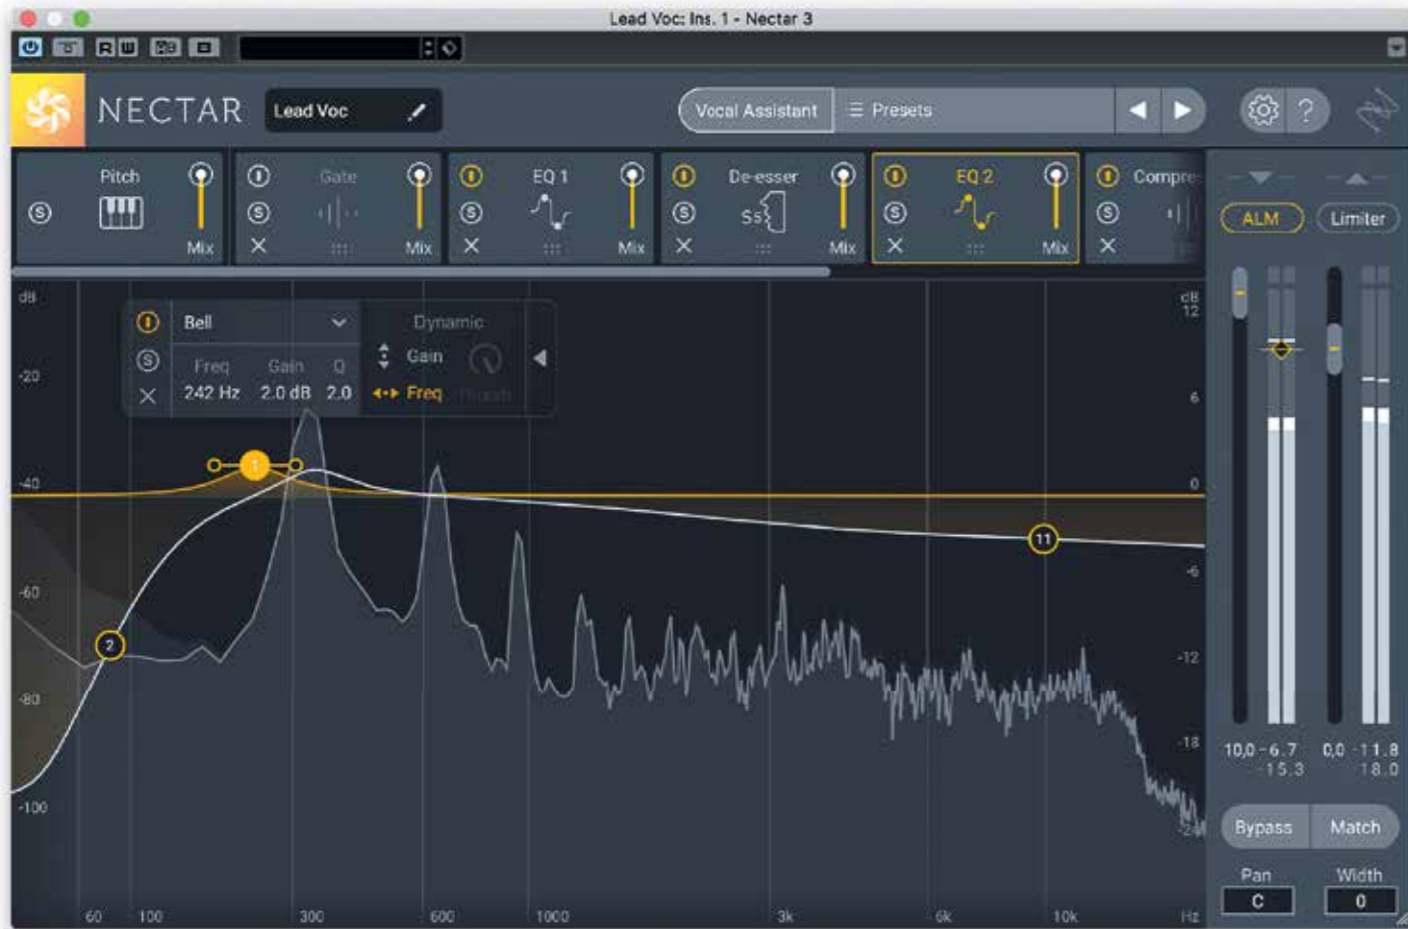 Lead Voc: Ins. 1 - Nectar 3
R W
NECTAR
Lead Voc
Vocal Assistant
Presets
?
Pitch
Gate
EQ 1
De-esser
EQ 2
Compre
S
S
S
S
S
S
Ss
Mix
Mix
Mix
Mix
Mix
ALM
Limiter
dB
dB
12
Bell
Dynamic
S
Gain
Freq
Gain
Q
242 Hz
2.0 dB
2.0
Freq
-20
6
1
-40
0
11
-6
-60
2
-12
-80
-18
10,0
-6.7
0,0
-11.8
-15.3
-18.0
-100
-24
Bypass
Match
Pan
Width
C
0
60
100
300
600
1000
3k
6k
10k
Hz